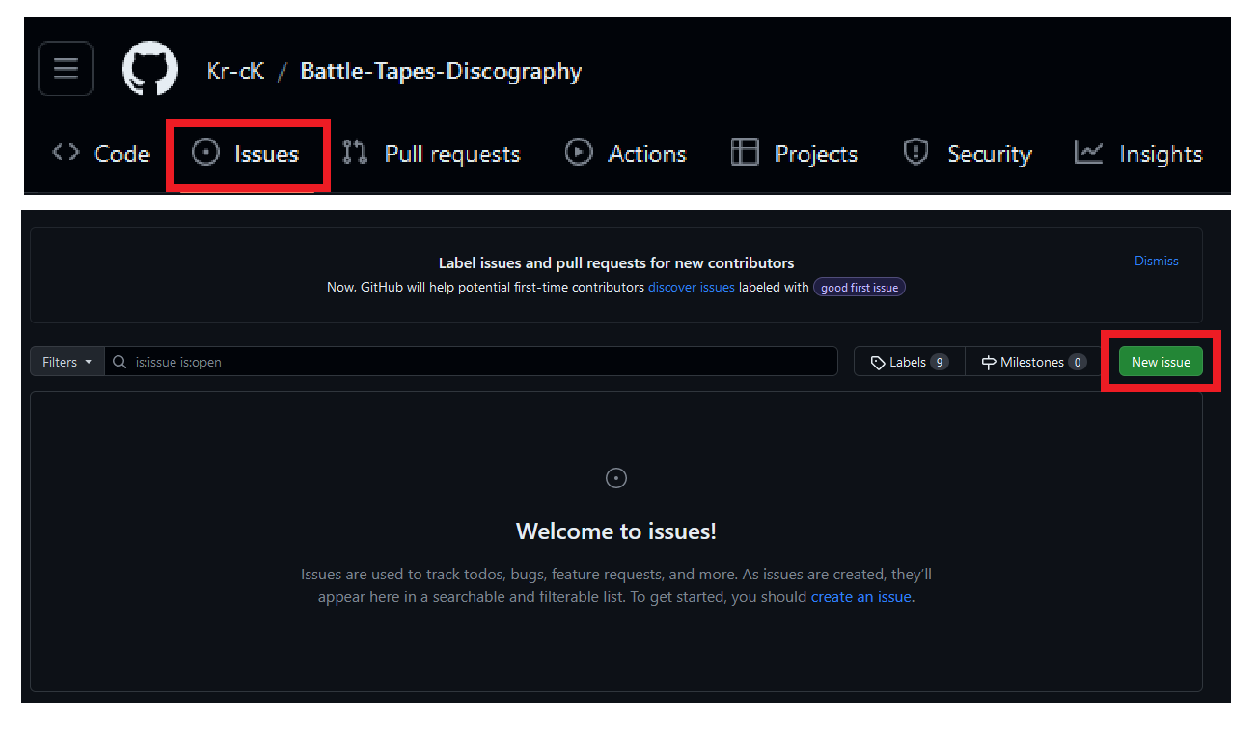 Kr-cK / Battle-Tapes-Discography
Code Issues Pull requests Actions Projects Security Insights
Label issues and pull requests for new contributors
Dismiss
Now. GitHub will help potential first-time contributors discover issues labeled with good first issue
Filters is:issue is:open Labels 9 Milestones 0 New issue
Welcome to issues!
Issues are used to track todos, bugs, feature requests, and more. As issues are created, they'll
appear here in a searchable and filterable list. To get started, you should create an issue.